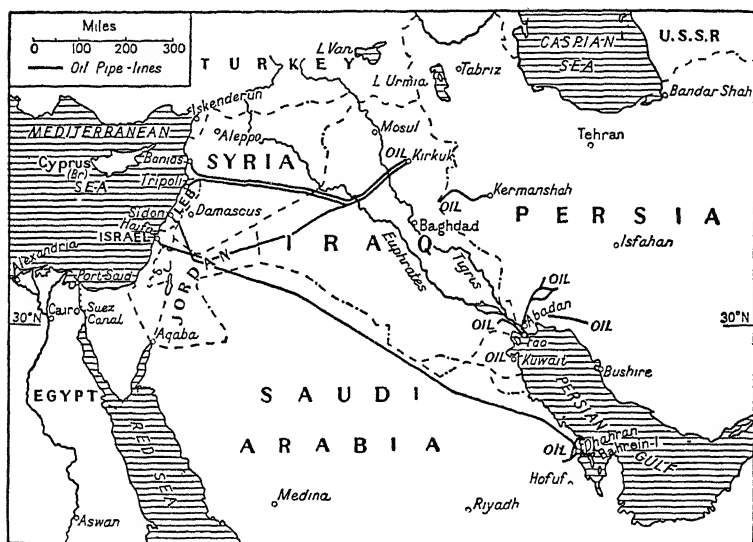 Miles
0 100 200 300
Oil Pipe-lines
TURKEY
L Van
L Urmia
Tabriz
CASPIAN
SEA
U.S.S.R
Bandar Shah
Iskenderun
MEDITERRANEAN
Aleppo
Mosul
Tehran
Cyprus
(Br)
SEA
Banias
SYRIA
OIL
Kirkuk
Tripoli
LEB
OIL
Kermanshah
PERSIA
Sidon
Damascus
Baghdad
Isfahan
Haifa
ISRAEL
IRAQ
Euphrates
Tigrus
Alexandria
Port-Said
JORDAN
Cairo
Suez
Canal
30°N
OIL
Abadan
OIL
30°N
Fao
Aqaba
OIL
Kuwait
Bushire
EGYPT
SAUDI
ARABIA
PERSIAN
GULF
RED SEA
Dhahran
Bahrein-I
OIL
Hofuf
Medina
Riyadh
Aswan